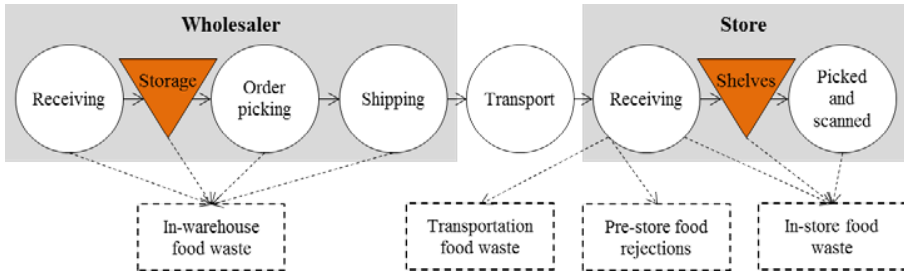 Wholesaler
Store
Receiving
Storage
Order
picking
Shipping
Transport
Receiving
Shelves
Picked
and
scanned
In-warehouse
food waste
Transportation
food waste
Pre-store food
rejections
In-store food
waste